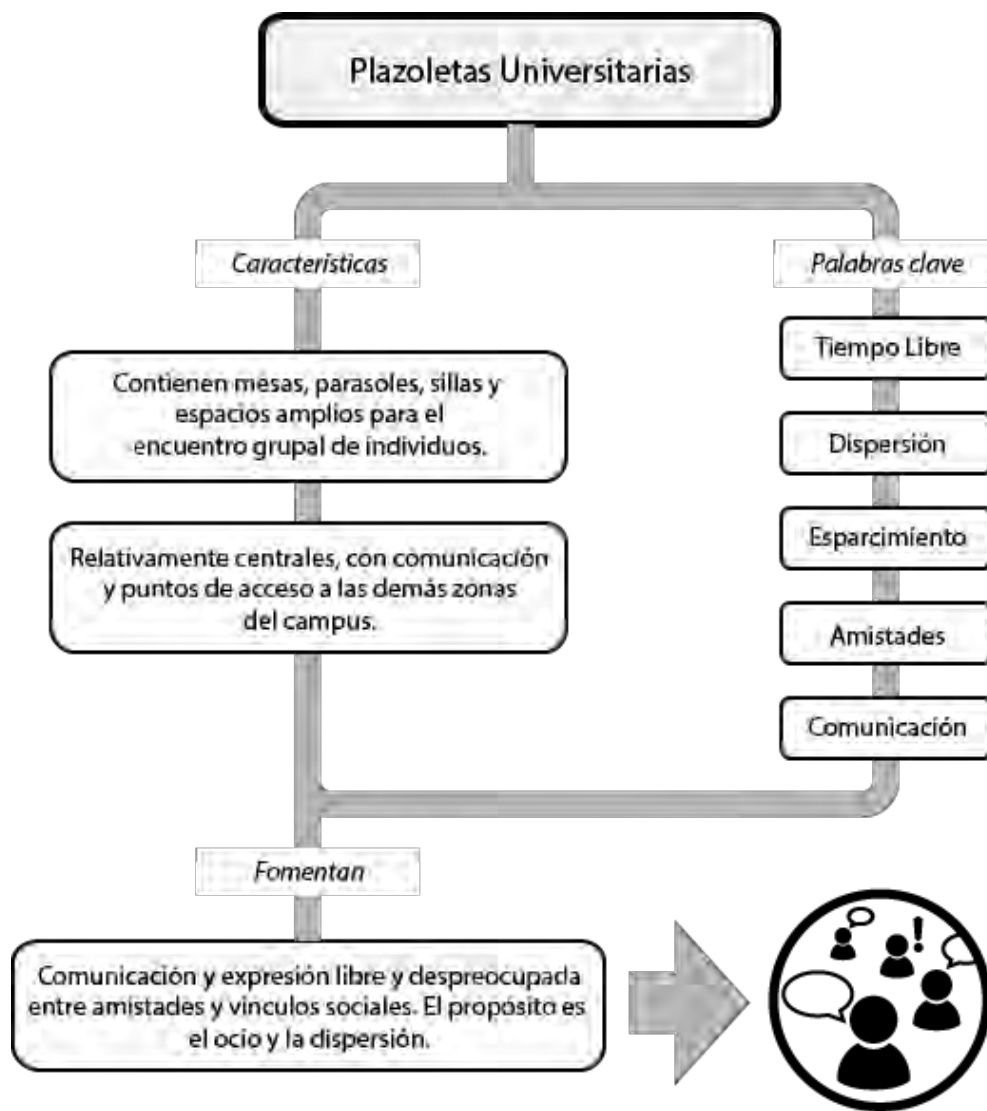 Plazoletas Universitarias
Características
Contienen mesas, parasoles, sillas y
espacios amplios para el
encuentro grupal de individuos.
Relativamente centrales, con comunicación
y puntos de acceso a las demás zonas
del campus.
Palabras clave
Tiempo Libre
Dispersión
Esparcimiento
Amistades
Comunicación
Fomentan
Comunicación y expresión libre y despreocupada
entre amistades y vínculos sociales. El propósito es
el ocio y la dispersión.
!